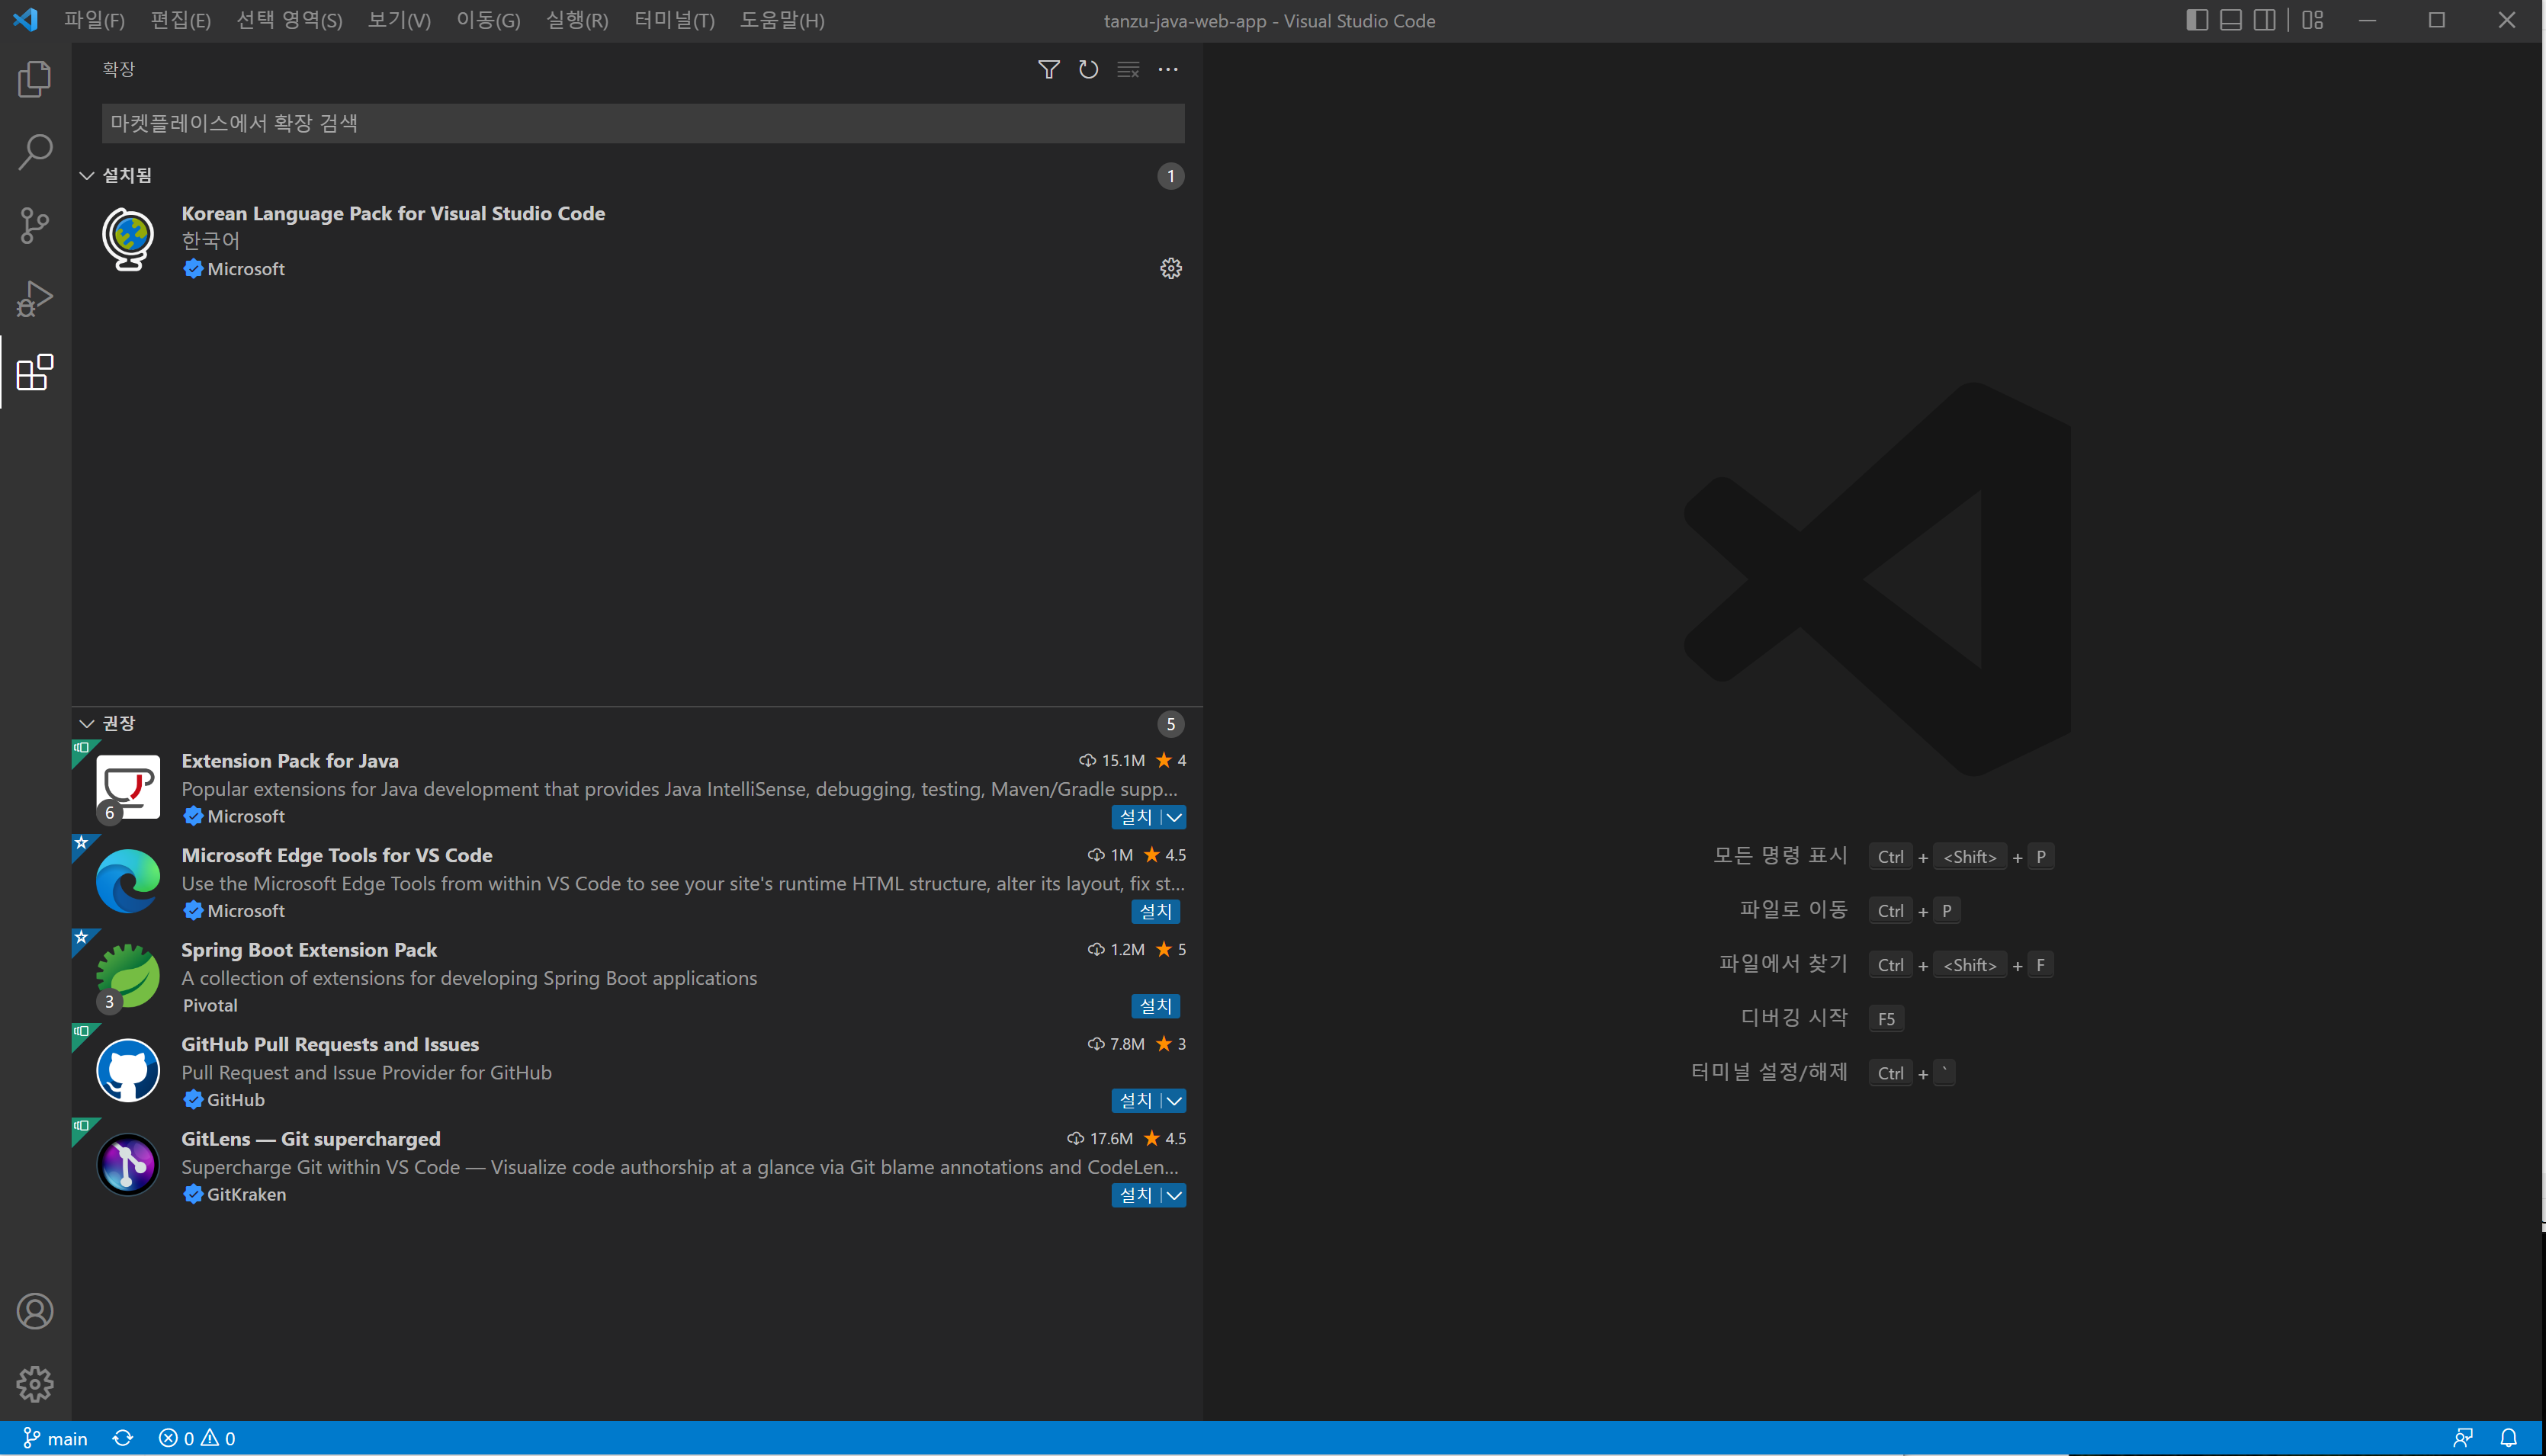 파일(F) 편집(E) 선택 영역(S) 보기(V) 이동(G) 실행(R) 터미널(T) 도움말(H) tanzu-java-web-app - Visual Studio Code
확장
마켓플레이스에서 확장 검색
설치됨 1
Korean Language Pack for Visual Studio Code
한국어
Microsoft
권장 5
Extension Pack for Java 15.1M 4
Popular extensions for Java development that provides Java IntelliSense, debugging, testing, Maven/Gradle supp...
6 Microsoft 설치
Microsoft Edge Tools for VS Code 1M 4.5
Use the Microsoft Edge Tools from within VS Code to see your site's runtime HTML structure, alter its layout, fix st...
Microsoft 설치
Spring Boot Extension Pack 1.2M 5
A collection of extensions for developing Spring Boot applications
3 Pivotal 설치
GitHub Pull Requests and Issues 7.8M 3
Pull Request and Issue Provider for GitHub
GitHub 설치
GitLens — Git supercharged 17.6M 4.5
Supercharge Git within VS Code — Visualize code authorship at a glance via Git blame annotations and CodeLen...
GitKraken 설치
모든 명령 표시 Ctrl + <Shift> + P
파일로 이동 Ctrl + P
파일에서 찾기 Ctrl + <Shift> + F
디버깅 시작 F5
터미널 설정/해제 Ctrl + `
main 0 0